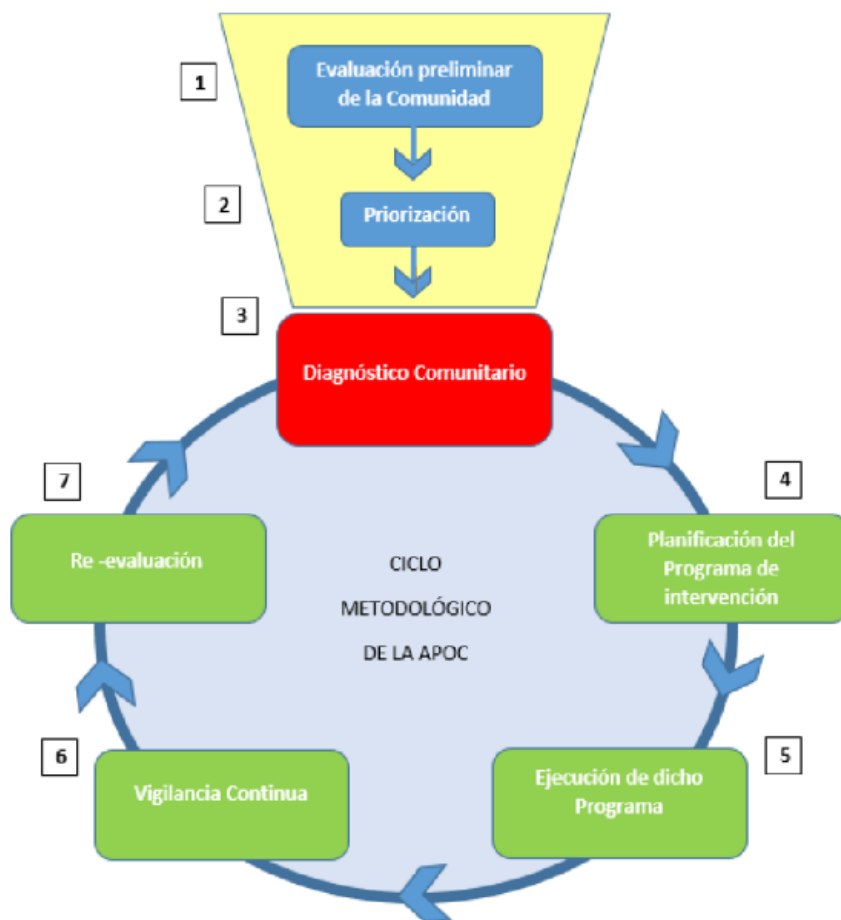 1
Evaluación preliminar
de la Comunidad
2
Priorización
3
Diagnóstico Comunitario
4
Planificación del
Programa de
intervención
5
Ejecución de dicho
Programa
6
Vigilancia Continua
7
Re -evaluación
CICLO
METODOLÓGICO
DE LA APOC